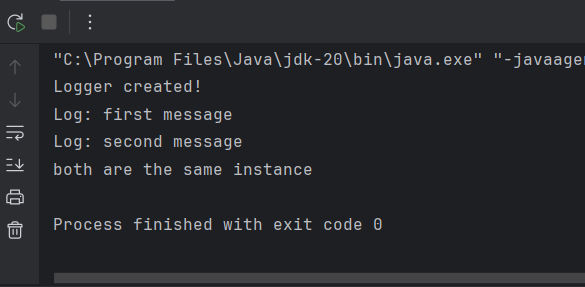 "C:\Program Files\Java\jdk-20\bin\java.exe" "-javaagen
Logger created!
Log: first message
Log: second message
both are the same instance
Process finished with exit code 0